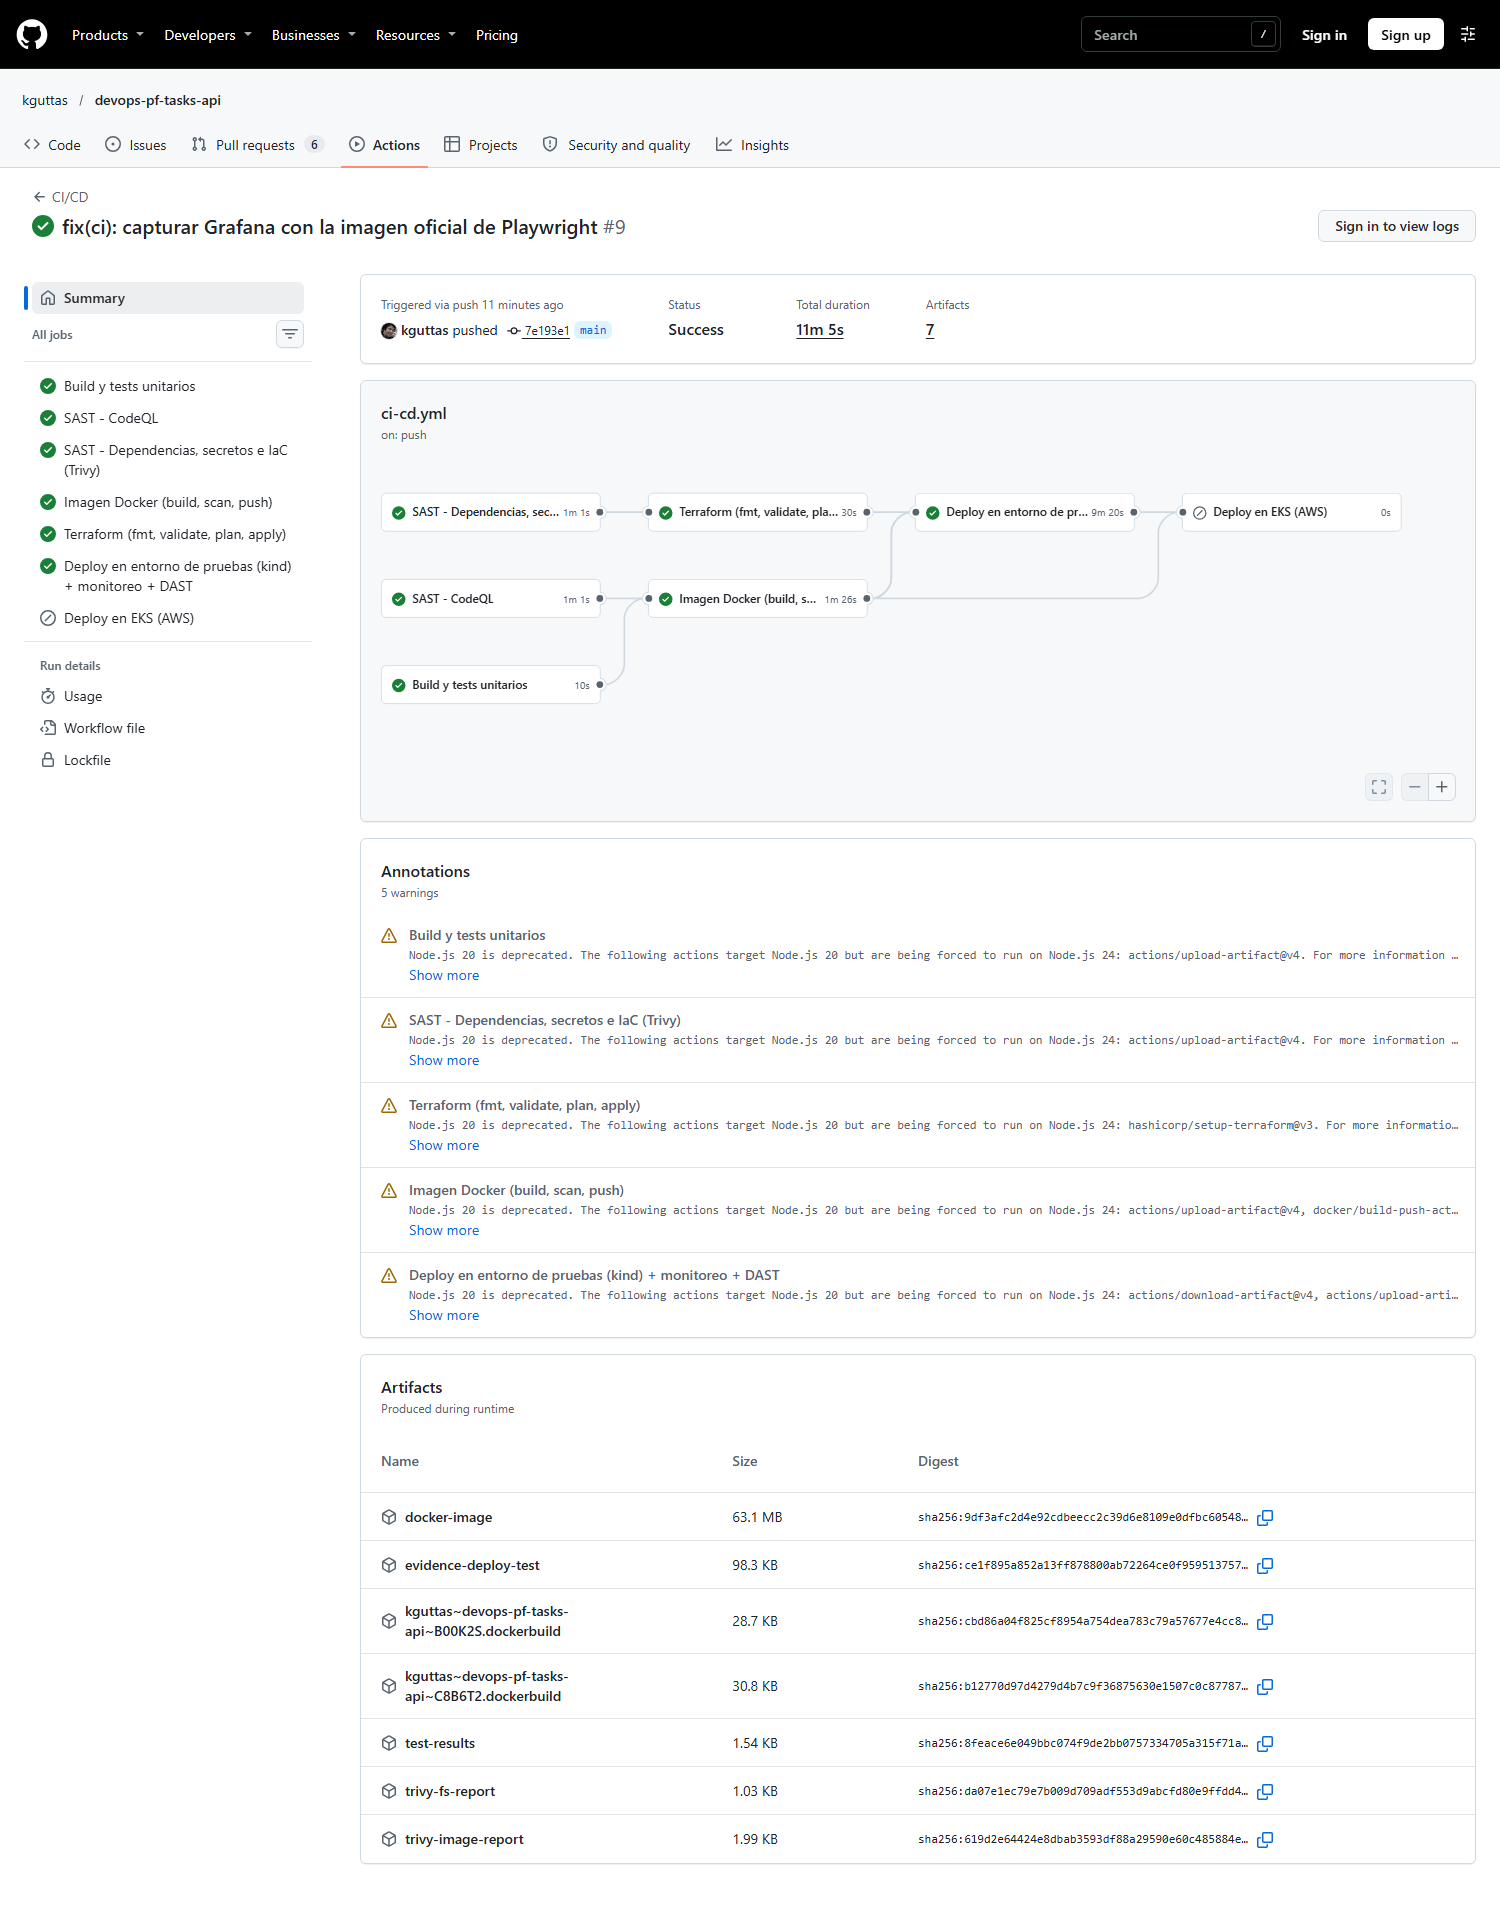 Products
Developers
Businesses
Resources
Pricing
Search
/
Sign in
Sign up
kguttas / devops-pf-tasks-api
Code
Issues
Pull requests 6
Actions
Projects
Security and quality
Insights
CI/CD
fix(ci): capturar Grafana con la imagen oficial de Playwright #9
Sign in to view logs
Summary
All jobs
Build y tests unitarios
SAST - CodeQL
SAST - Dependencias, secretos e IaC
(Trivy)
Imagen Docker (build, scan, push)
Terraform (fmt, validate, plan, apply)
Deploy en entorno de pruebas (kind)
+ monitoreo + DAST
Deploy en EKS (AWS)
Run details
Usage
Workflow file
Lockfile
Triggered via push 11 minutes ago
kguttas pushed 7e193e1 main
Status
Success
Total duration
11m 5s
Artifacts
7
ci-cd.yml
on: push
SAST - Dependencias, sec... 1m 1s
Terraform (fmt, validate, pla... 30s
Deploy en entorno de pr... 9m 20s
Deploy en EKS (AWS) 0s
SAST - CodeQL 1m 1s
Imagen Docker (build, s... 1m 26s
Build y tests unitarios 10s
Annotations
5 warnings
Build y tests unitarios
Node.js 20 is deprecated. The following actions target Node.js 20 but are being forced to run on Node.js 24: actions/upload-artifact@v4. For more information …
Show more
SAST - Dependencias, secretos e IaC (Trivy)
Node.js 20 is deprecated. The following actions target Node.js 20 but are being forced to run on Node.js 24: actions/upload-artifact@v4. For more information …
Show more
Terraform (fmt, validate, plan, apply)
Node.js 20 is deprecated. The following actions target Node.js 20 but are being forced to run on Node.js 24: hashicorp/setup-terraform@v3. For more informatio…
Show more
Imagen Docker (build, scan, push)
Node.js 20 is deprecated. The following actions target Node.js 20 but are being forced to run on Node.js 24: actions/upload-artifact@v4, docker/build-push-act…
Show more
Deploy en entorno de pruebas (kind) + monitoreo + DAST
Node.js 20 is deprecated. The following actions target Node.js 20 but are being forced to run on Node.js 24: actions/download-artifact@v4, actions/upload-arti…
Show more
Artifacts
Produced during runtime
Name Size Digest
docker-image 63.1 MB sha256:9df3afc2d4e92cdbeecc2c39d6e8109e0dfbc60548…
evidence-deploy-test 98.3 KB sha256:ce1f895a852a13ff878800ab72264ce0f959513757…
kguttas~devops-pf-tasks-
api~B00K2S.dockerbuild 28.7 KB sha256:cbd86a04f825cf8954a754dea783c79a57677e4cc8…
kguttas~devops-pf-tasks-
api~C8B6T2.dockerbuild 30.8 KB sha256:b12770d97d4279d4b7c9f36875630e1507c0c87787…
test-results 1.54 KB sha256:8feace6e049bbc074f9de2bb0757334705a315f71a…
trivy-fs-report 1.03 KB sha256:da07e1ec79e7b009d709adf553d9abcfd80e9ffdd4…
trivy-image-report 1.99 KB sha256:619d2e64424e8dbab3593df88a29590e60c485884e…